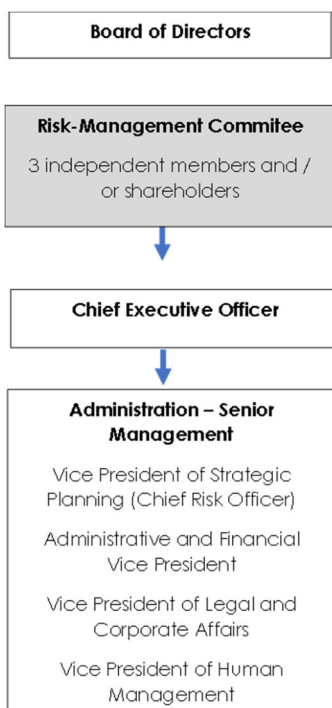 Board of Directors
Risk-Management Commitee
3 independent members and /
or shareholders
Chief Executive Officer
Administration – Senior
Management
Vice President of Strategic
Planning (Chief Risk Officer)
Administrative and Financial
Vice President
Vice President of Legal and
Corporate Affairs
Vice President of Human
Management